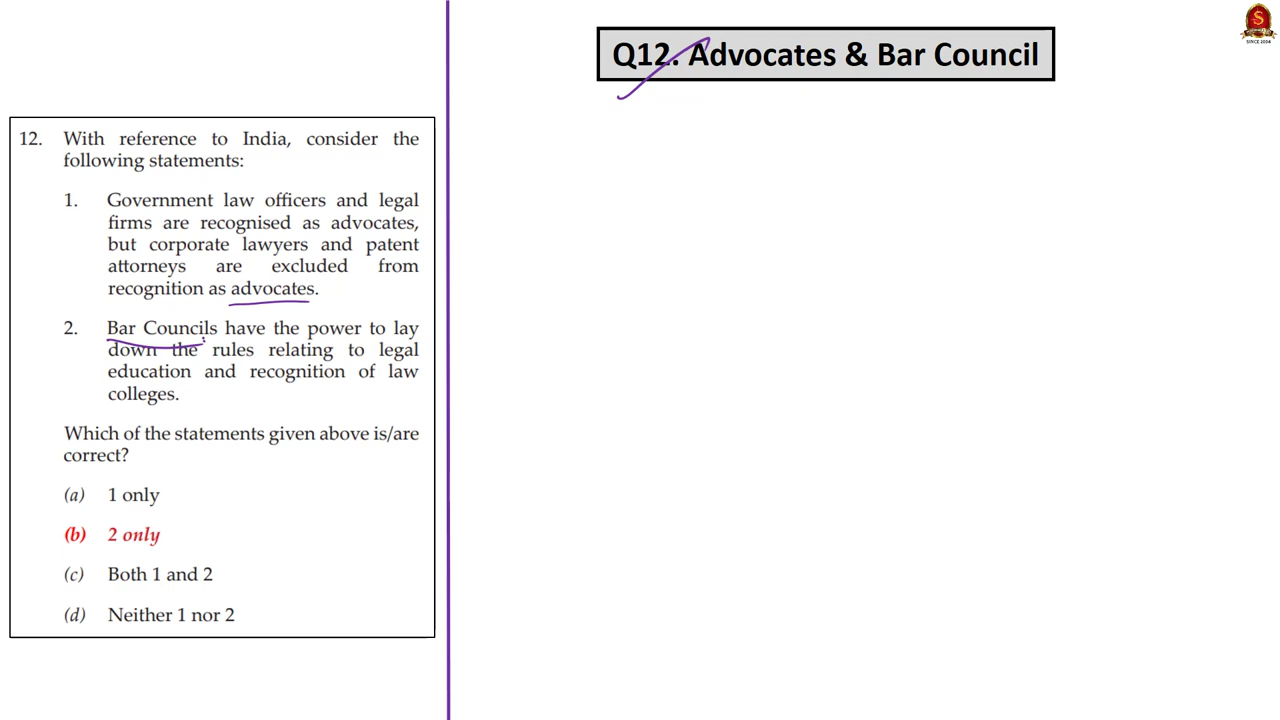 Q12. Advocates & Bar Council
S
SINCE 2004
12. With reference to India, consider the
following statements:
1. Government law officers and legal
firms are recognised as advocates,
but corporate lawyers and patent
attorneys are excluded from
recognition as advocates.
2. Bar Councils have the power to lay
down the rules relating to legal
education and recognition of law
colleges.
Which of the statements given above is/are
correct?
(a) 1 only
(b) 2 only
(c) Both 1 and 2
(d) Neither 1 nor 2